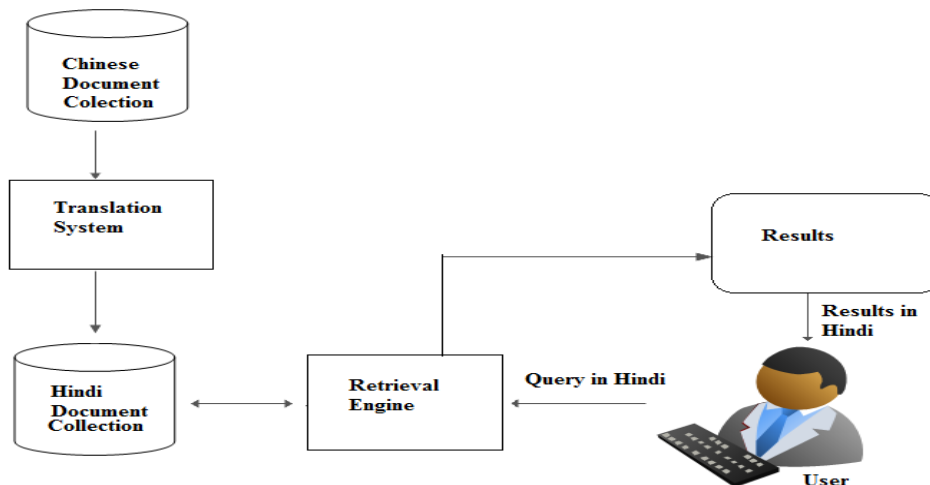 Chinese
Document
Colection
Translation
System
Hindi
Document
Collection
Retrieval
Engine
Query in Hindi
Results
Results in
Hindi
User